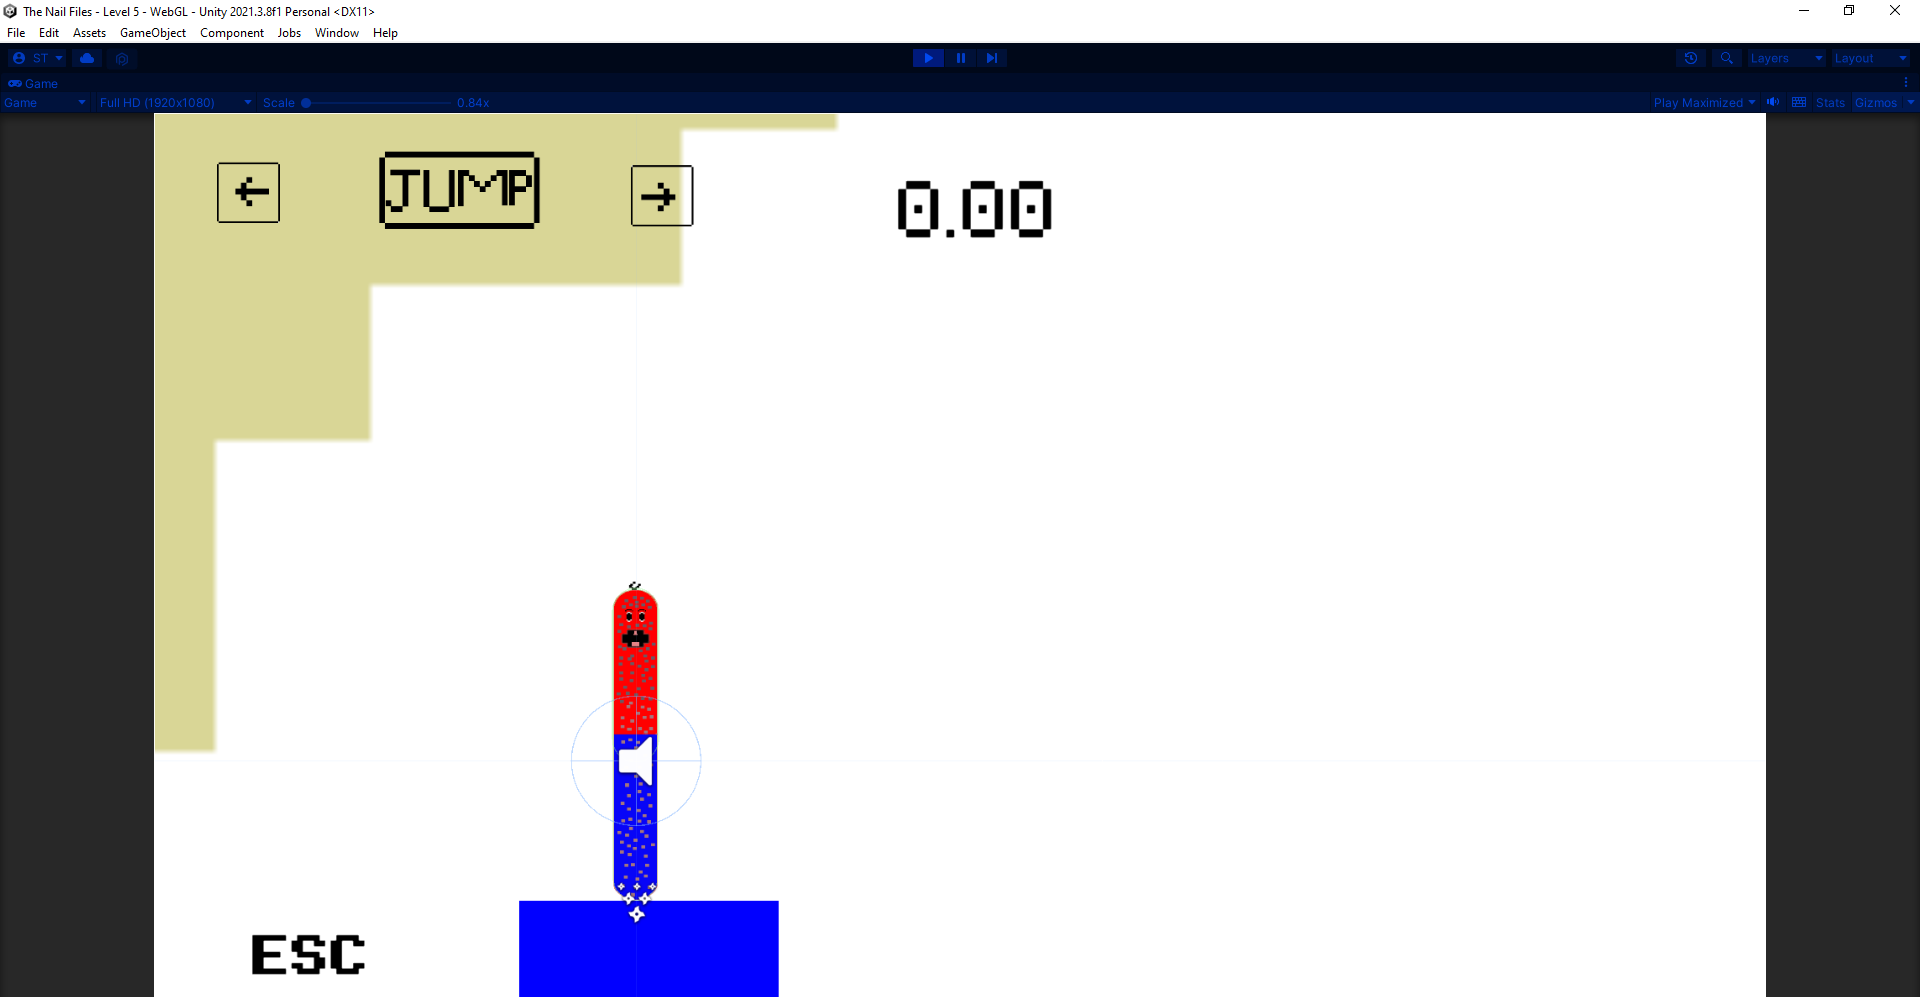 The Nail Files - Level 5 - WebGL - Unity 2021.3.8f1 Personal <DX11>
File Edit Assets GameObject Component Jobs Window Help
ST Layers Layout
Game
Game Full HD (1920x1080) Scale 0.84x Play Maximized Stats Gizmos
JUMP
0.00
ESC